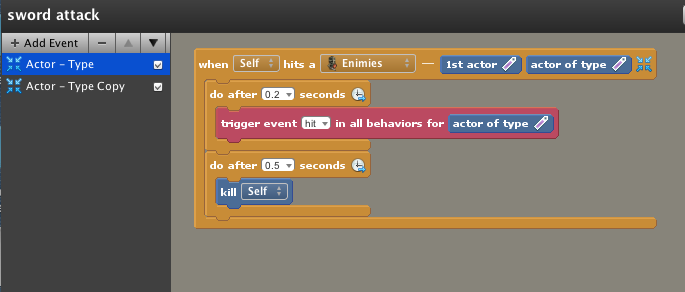 sword attack
+ Add Event
Actor - Type
Actor - Type Copy
when Self hits a Enimies — 1st actor actor of type
do after 0.2 seconds
trigger event hit in all behaviors for actor of type
do after 0.5 seconds
kill Self